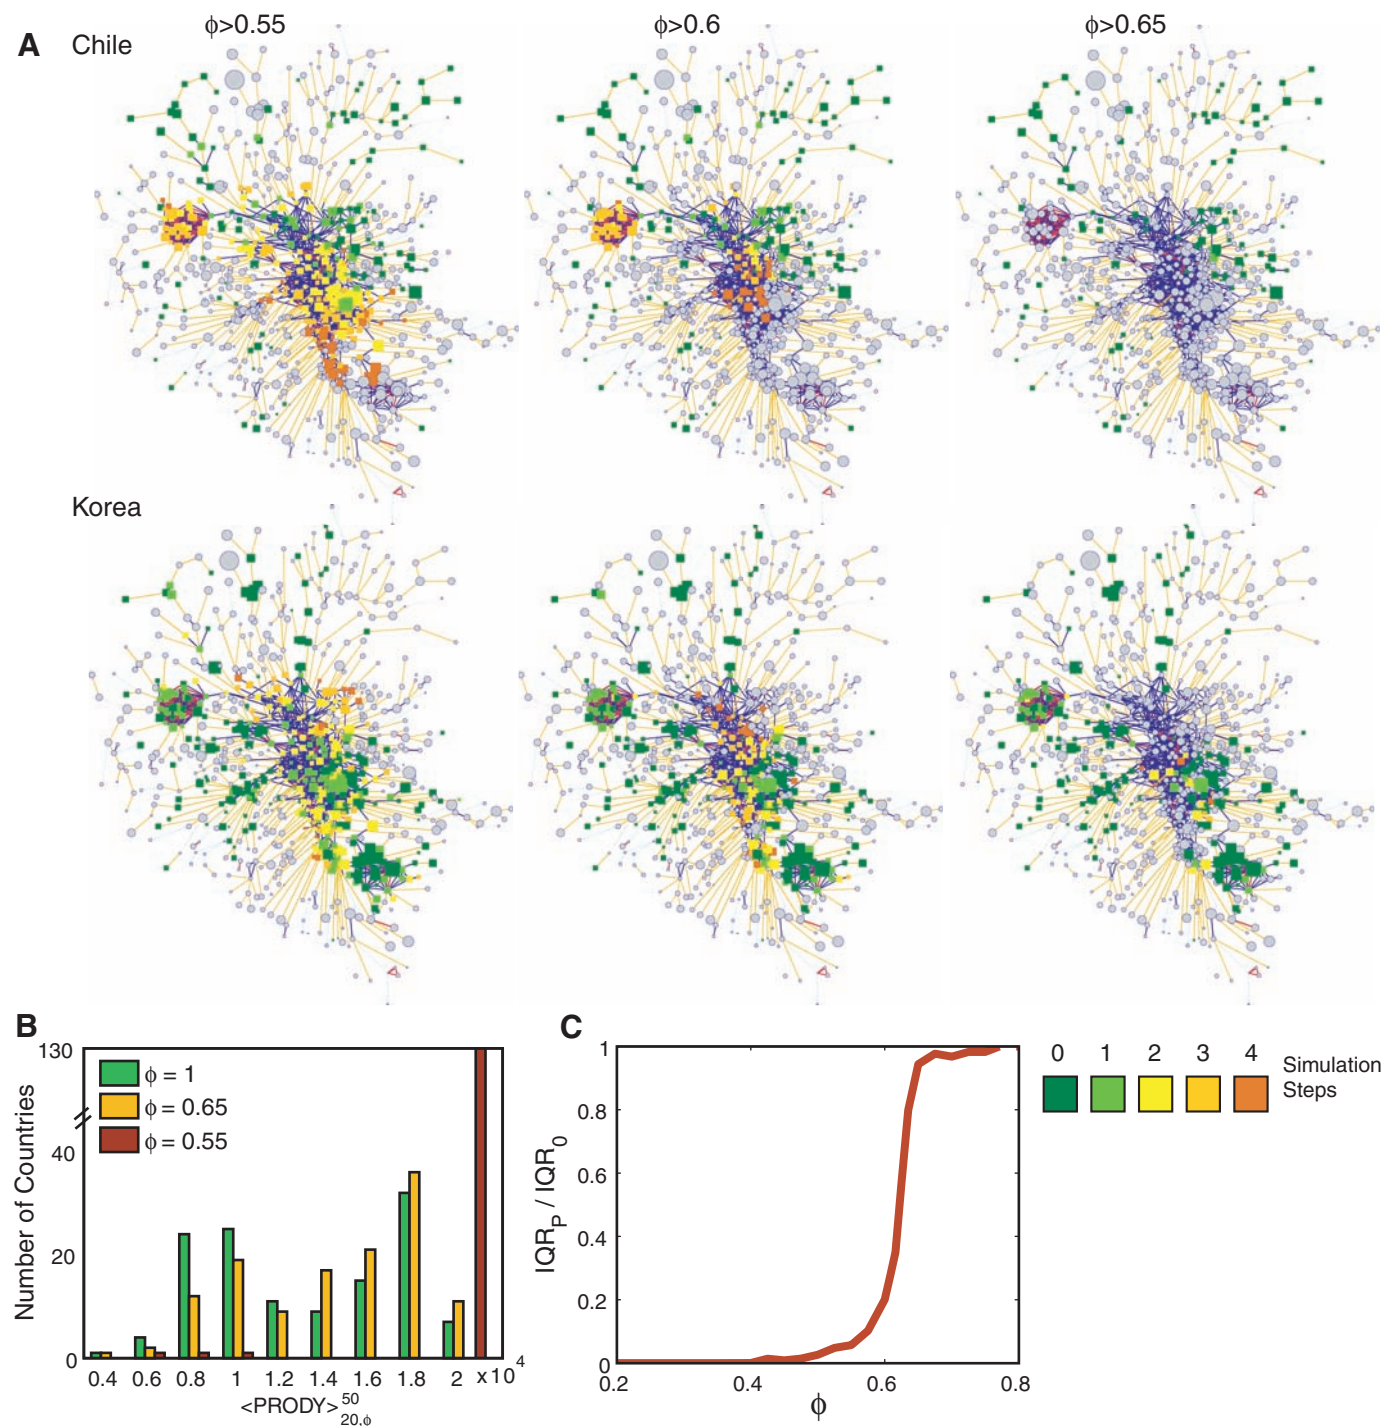 A
Chile
ϕ>0.55
ϕ>0.6
ϕ>0.65
Korea
B
Number of Countries
130
40
20
0
ϕ = 1
ϕ = 0.65
ϕ = 0.55
0.4 0.6 0.8 1 1.2 1.4 1.6 1.8 2 x10⁴
<PRODY>⁵⁰₂₀,ϕ
C
IQR_P / IQR_0
1
0.8
0.6
0.4
0.2
0
0.2 0.4 0.6 0.8
ϕ
0 1 2 3 4
Simulation
Steps